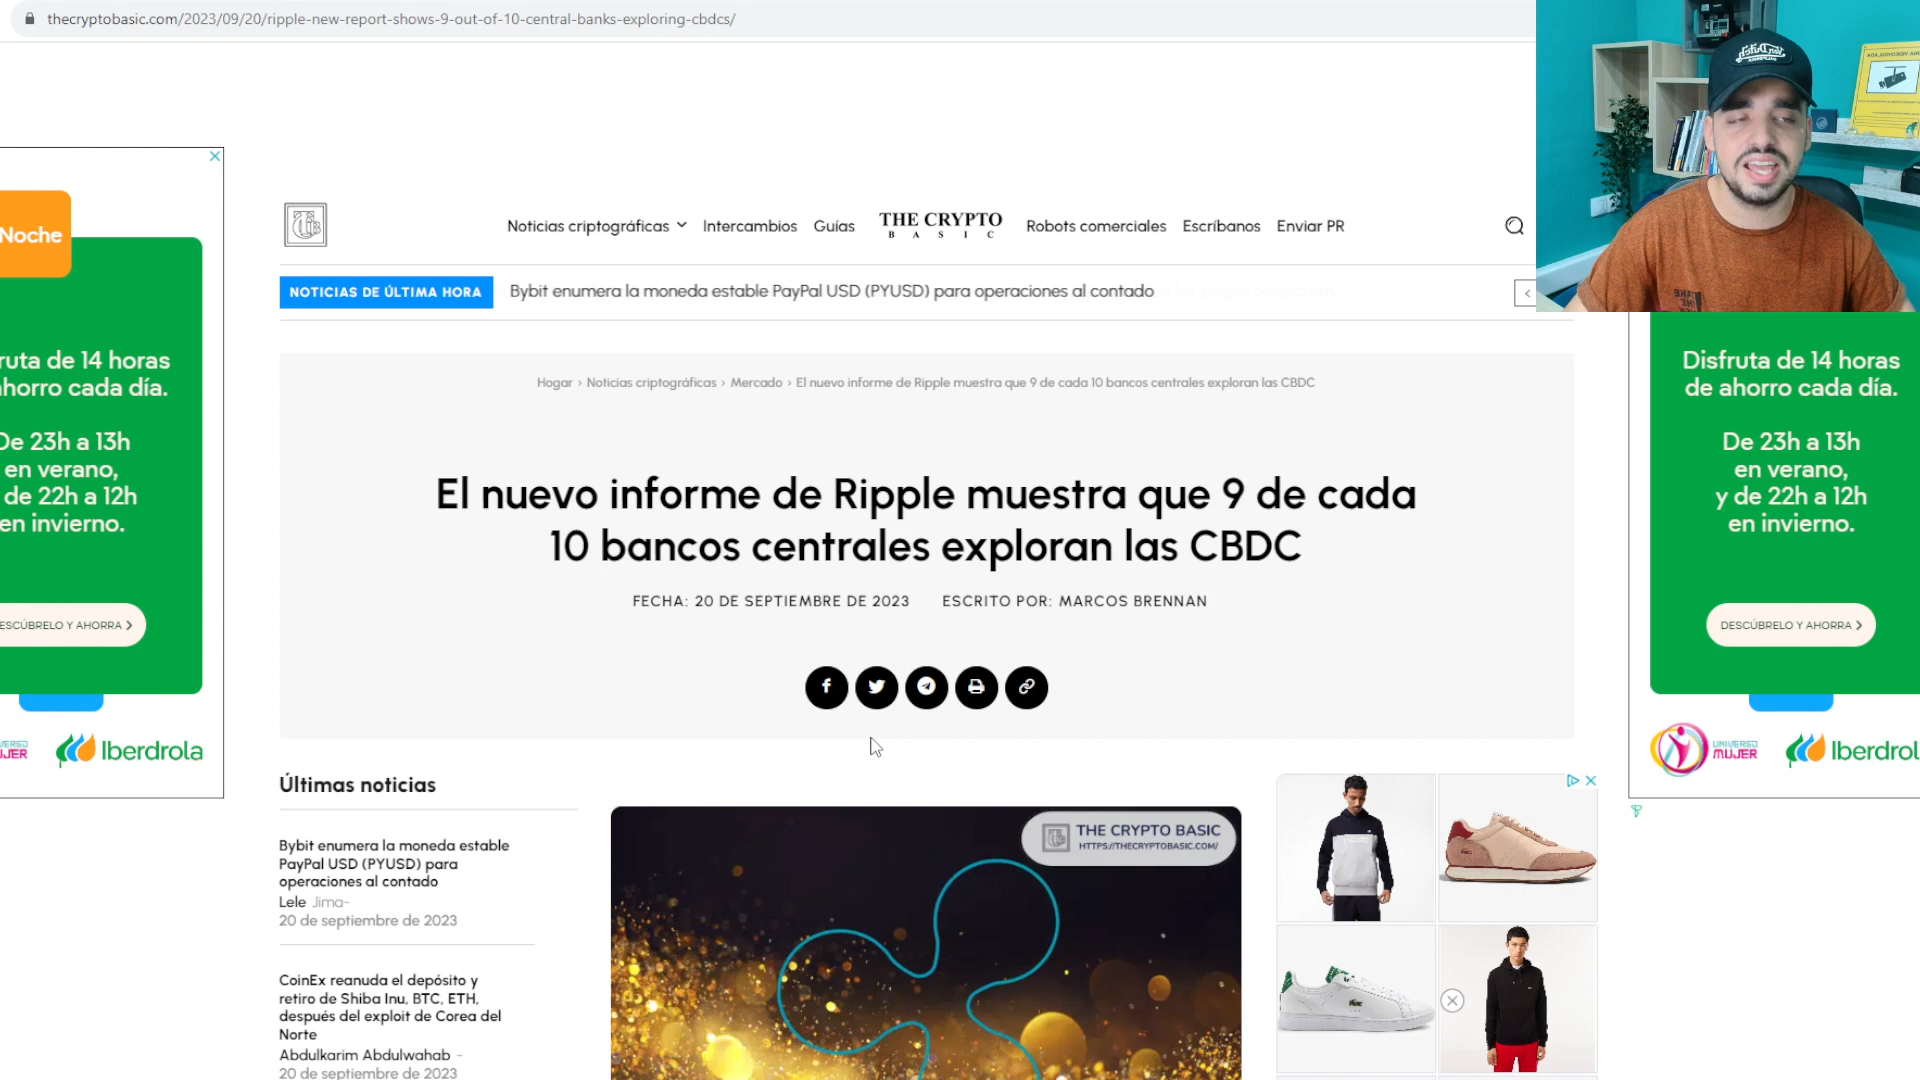 thecryptobasic.com/2023/09/20/ripple-new-report-shows-9-out-of-10-central-banks-exploring-cbdcs/
Noticias criptográficas
Intercambios
Guías
THE CRYPTO
BASIC
Robots comerciales
Escríbanos
Enviar PR
NOTICIAS DE ÚLTIMA HORA
Bybit enumera la moneda estable PayPal USD (PYUSD) para operaciones al contado
Hogar › Noticias criptográficas › Mercado › El nuevo informe de Ripple muestra que 9 de cada 10 bancos centrales exploran las CBDC
El nuevo informe de Ripple muestra que 9 de cada
10 bancos centrales exploran las CBDC
FECHA: 20 DE SEPTIEMBRE DE 2023
ESCRITO POR: MARCOS BRENNAN
Noche
ruta de 14 horas
ahorro cada día.
De 23h a 13h
en verano,
de 22h a 12h
en invierno.
ESCÚBRELO Y AHORRA
Iberdrola
Disfruta de 14 horas
de ahorro cada día.
De 23h a 13h
en verano,
y de 22h a 12h
en invierno.
DESCÚBRELO Y AHORRA
UNIVERSO
MUJER
Iberdrol
Últimas noticias
Bybit enumera la moneda estable
PayPal USD (PYUSD) para
operaciones al contado
Lele Jima-
20 de septiembre de 2023
CoinEx reanuda el depósito y
retiro de Shiba Inu, BTC, ETH,
después del exploit de Corea del
Norte
Abdulkarim Abdulwahab -
20 de septiembre de 2023
THE CRYPTO BASIC
HTTPS://THECRYPTOBASIC.COM/